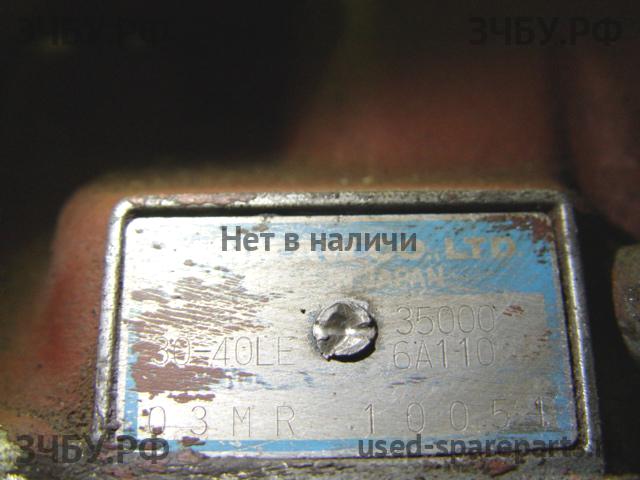 ЗЧБУ.РФ ЗЧБУ.РФ
Нет в наличи
CO., LTD.
JAPAN
35000
30-40LE 6A110
03MR 10051
ЗЧБУ.РФ used-sparepart